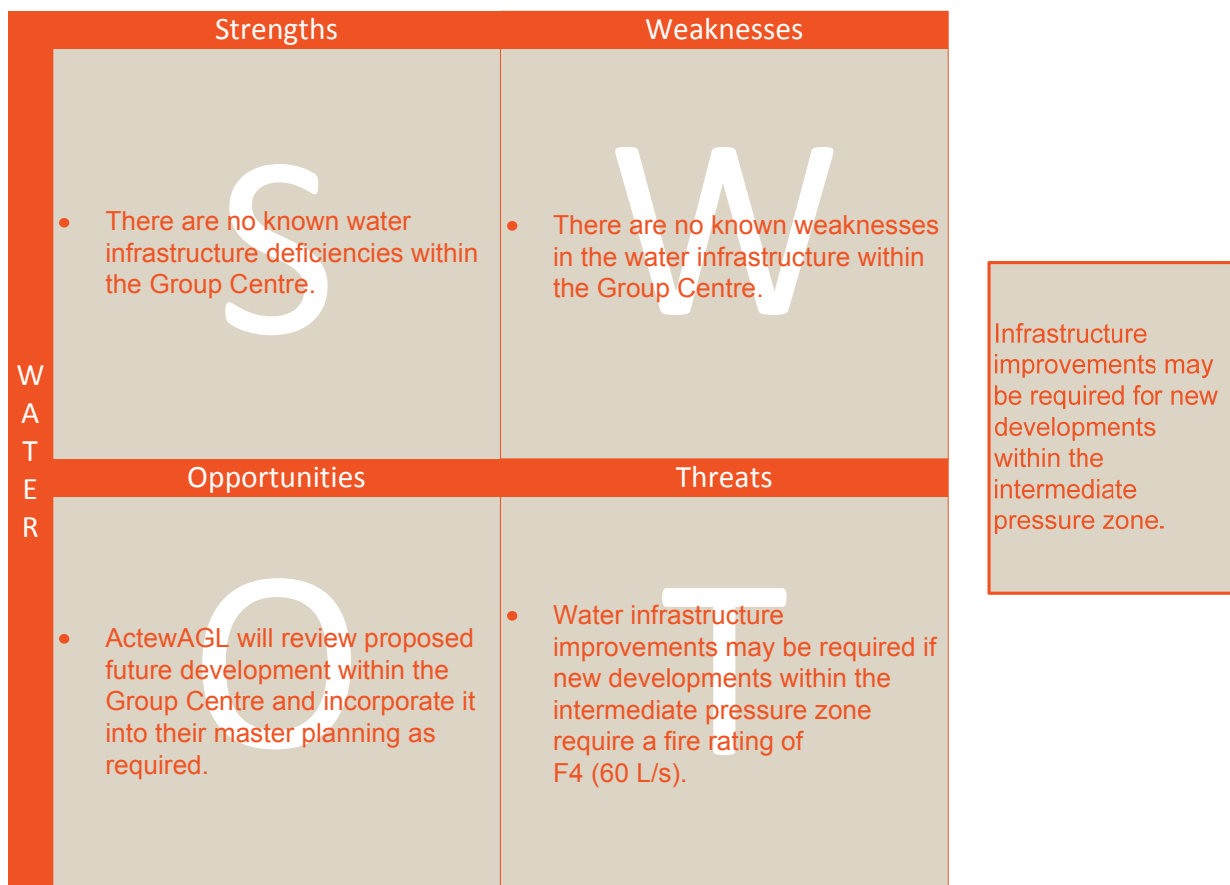 Strengths
Weaknesses
S
• There are no known water
infrastructure deficiencies within
the Group Centre.
W
• There are no known weaknesses
in the water infrastructure within
the Group Centre.
W
A
T
E
R
Opportunities
Threats
O
• ActewAGL will review proposed
future development within the
Group Centre and incorporate it
into their master planning as
required.
T
• Water infrastructure
improvements may be required if
new developments within the
intermediate pressure zone
require a fire rating of
F4 (60 L/s).
Infrastructure
improvements may
be required for new
developments
within the
intermediate
pressure zone.